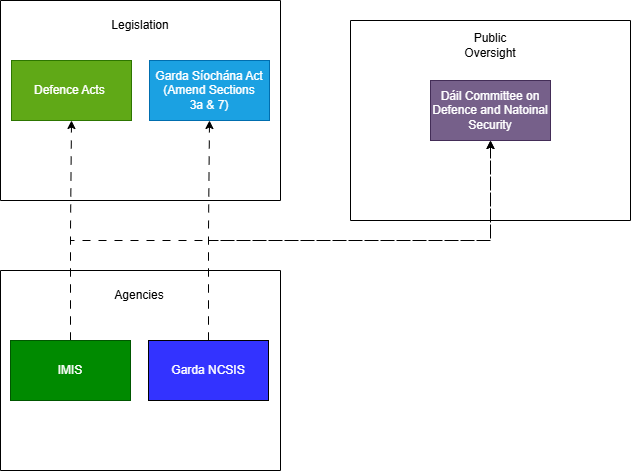 Legislation
Defence Acts
Garda Síochána Act
(Amend Sections
3a & 7)
Public
Oversight
Dáil Committee on
Defence and Natoinal
Security
Agencies
IMIS
Garda NCSIS